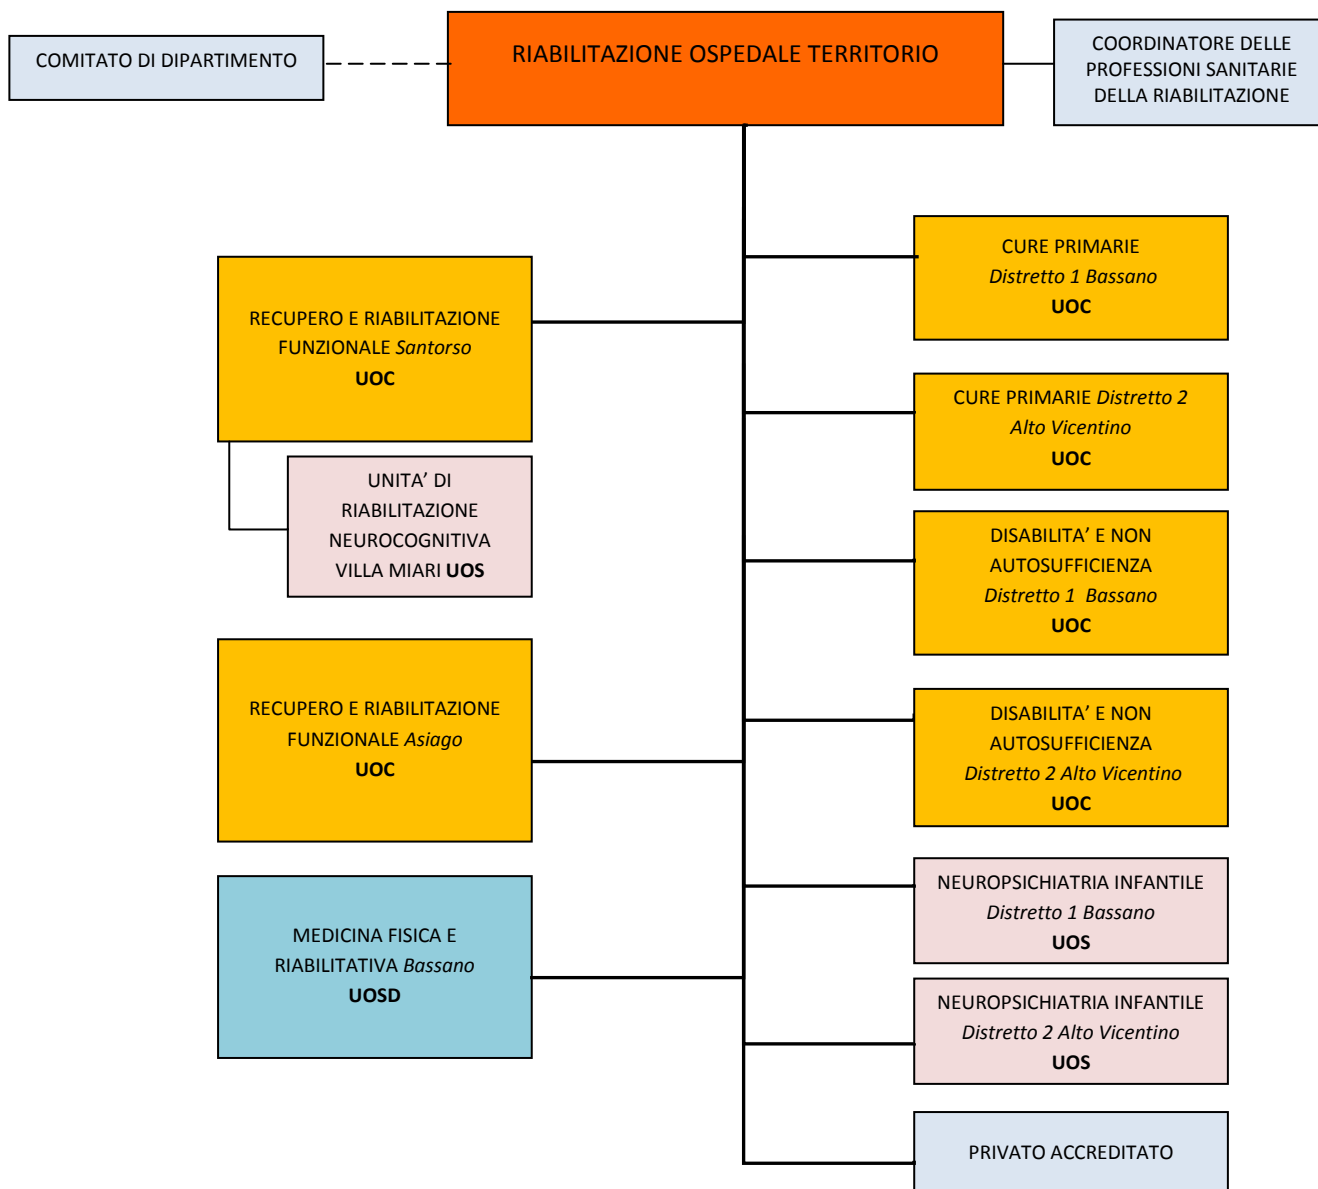 COMITATO DI DIPARTIMENTO
RIABILITAZIONE OSPEDALE TERRITORIO
COORDINATORE DELLE
PROFESSIONI SANITARIE
DELLA RIABILITAZIONE
RECUPERO E RIABILITAZIONE
FUNZIONALE Santorso
UOC
UNITA’ DI
RIABILITAZIONE
NEUROCOGNITIVA
VILLA MIARI UOS
RECUPERO E RIABILITAZIONE
FUNZIONALE Asiago
UOC
MEDICINA FISICA E
RIABILITATIVA Bassano
UOSD
CURE PRIMARIE
Distretto 1 Bassano
UOC
CURE PRIMARIE Distretto 2
Alto Vicentino
UOC
DISABILITA’ E NON
AUTOSUFFICIENZA
Distretto 1 Bassano
UOC
DISABILITA’ E NON
AUTOSUFFICIENZA
Distretto 2 Alto Vicentino
UOC
NEUROPSICHIATRIA INFANTILE
Distretto 1 Bassano
UOS
NEUROPSICHIATRIA INFANTILE
Distretto 2 Alto Vicentino
UOS
PRIVATO ACCREDITATO